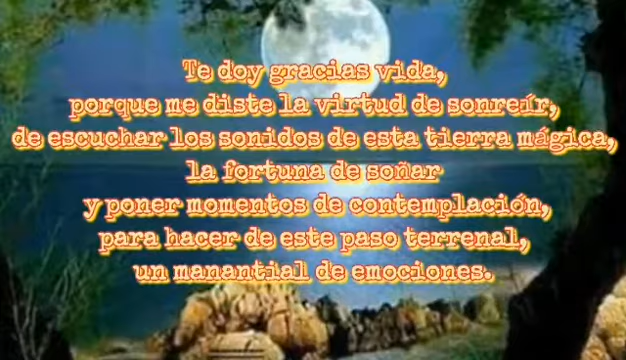 Te doy gracias vida,
porque me diste la virtud de sonreír,
de escuchar los sonidos de esta tierra mágica,
la fortuna de soñar
y poner momentos de contemplación,
para hacer de este paso terrenal,
un manantial de emociones.